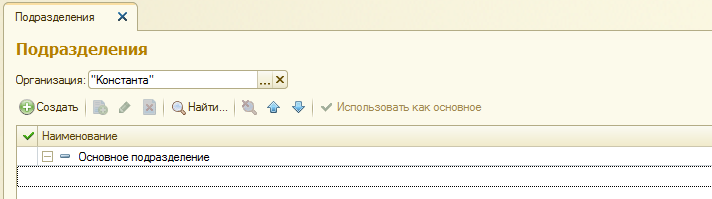 Подразделения
Подразделения
Организация: "Константа" ...
Создать Найти... Использовать как основное
Наименование
Основное подразделение